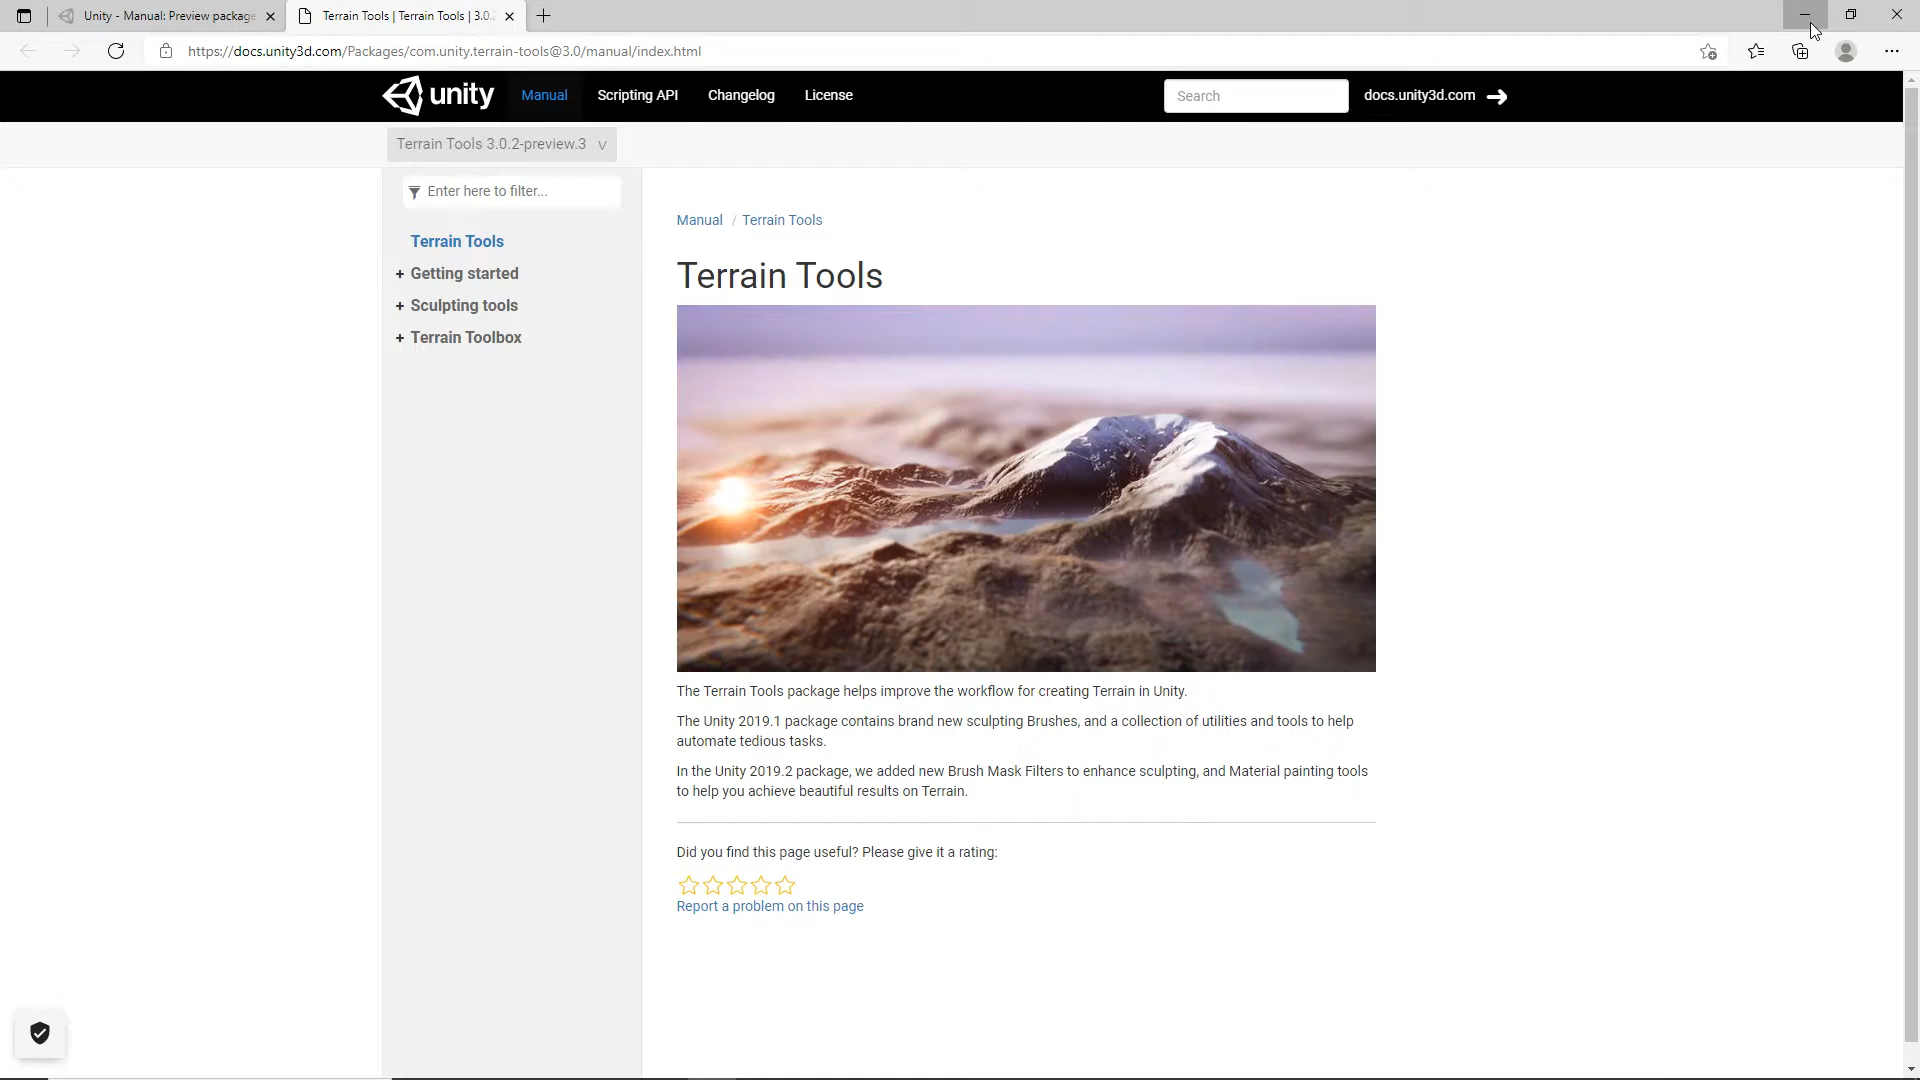 Unity - Manual: Preview package
Terrain Tools | Terrain Tools | 3.0.
https://docs.unity3d.com/Packages/com.unity.terrain-tools@3.0/manual/index.html
unity
Manual
Scripting API
Changelog
License
Search
docs.unity3d.com
Terrain Tools 3.0.2-preview.3
Enter here to filter...
Terrain Tools
+ Getting started
+ Sculpting tools
+ Terrain Toolbox
Manual / Terrain Tools
Terrain Tools
The Terrain Tools package helps improve the workflow for creating Terrain in Unity.
The Unity 2019.1 package contains brand new sculpting Brushes, and a collection of utilities and tools to help
automate tedious tasks.
In the Unity 2019.2 package, we added new Brush Mask Filters to enhance sculpting, and Material painting tools
to help you achieve beautiful results on Terrain.
Did you find this page useful? Please give it a rating:
Report a problem on this page